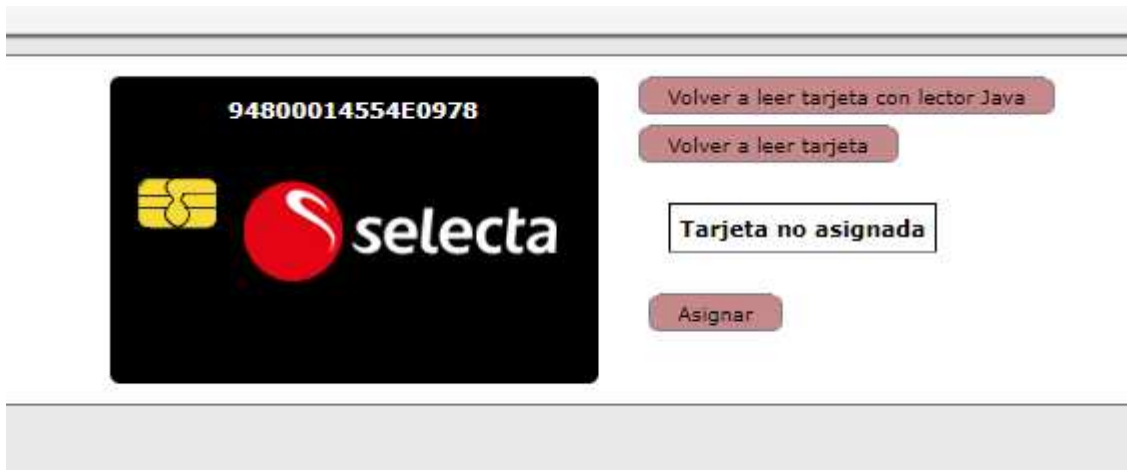 94800014554E0978
selecta
Volver a leer tarjeta con lector Java
Volver a leer tarjeta
Tarjeta no asignada
Asignar